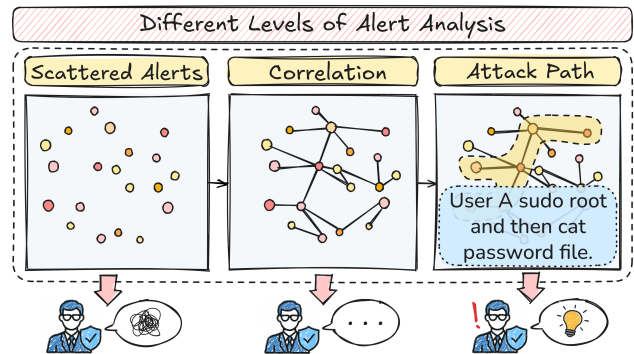 Different Levels of Alert Analysis
Scattered Alerts
Correlation
Attack Path
User A sudo root
and then cat
password file.
...
!